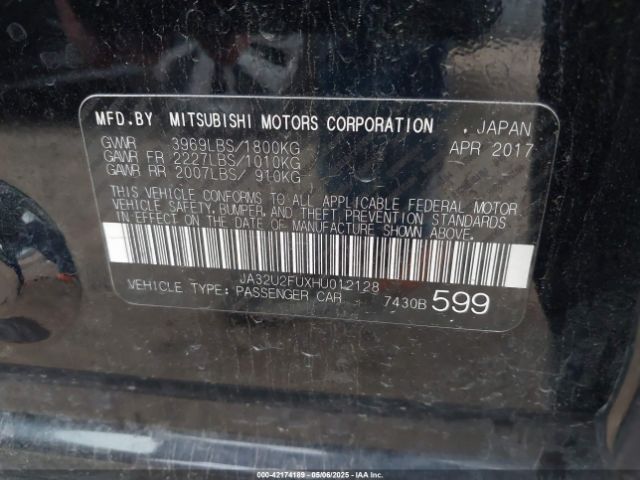 MFD.BY MITSUBISHI MOTORS CORPORATION , JAPAN
GVWR 3969LBS/1800KG APR 2017
GAWR FR 2227LBS/1010KG
GAWR RR 2007LBS/ 910KG
THIS VEHICLE CONFORMS TO ALL APPLICABLE FEDERAL MOTOR
VEHICLE SAFETY, BUMPER, AND THEFT PREVENTION STANDARDS
IN EFFECT ON THE DATE OF MANUFACTURE SHOWN ABOVE.
JA32U2FUXHU012128
VEHICLE TYPE: PASSENGER CAR 7430B 599
000-42174189 - 05/06/2025 - IAAI.COM